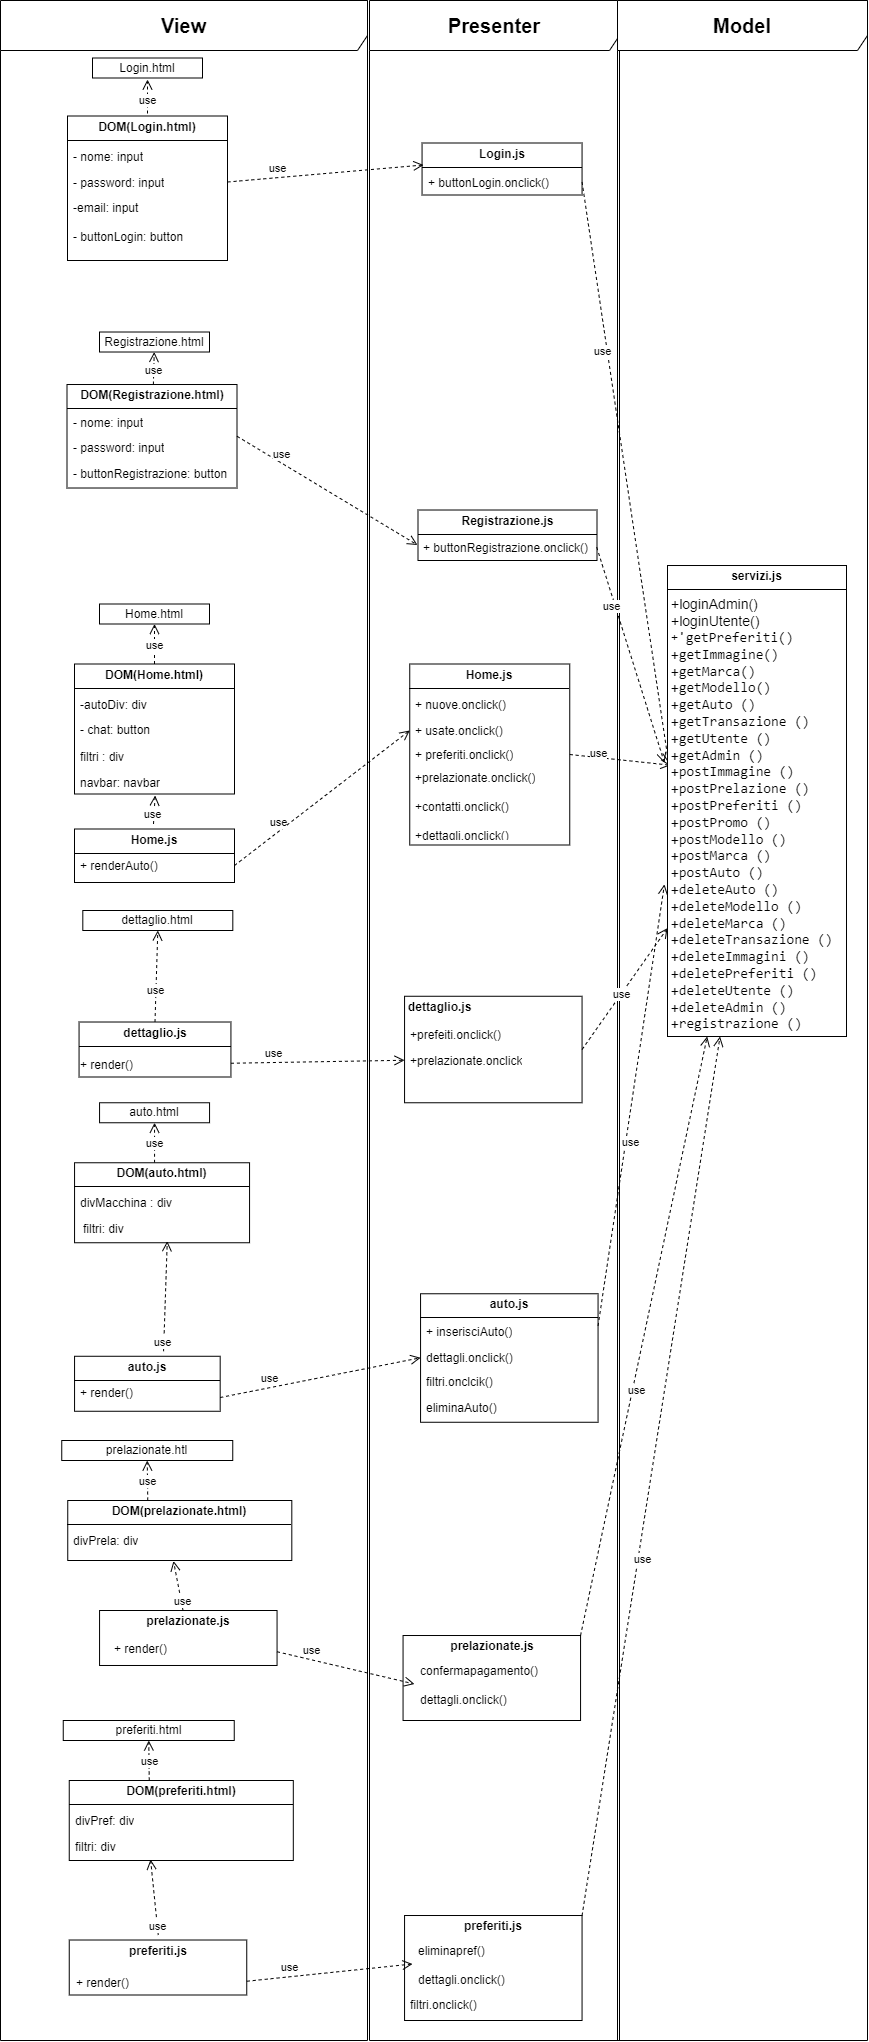 View
Presenter
Model
Login.html
use
DOM(Login.html)
- nome: input
- password: input
-email: input
- buttonLogin: button
use
Login.js
+ buttonLogin.onclick()
use
Registrazione.html
use
DOM(Registrazione.html)
- nome: input
- password: input
- buttonRegistrazione: button
use
Registrazione.js
+ buttonRegistrazione.onclick()
use
servizi.js
+loginAdmin()
+loginUtente()
+'getPreferiti()
+getImmagine()
+getMarca()
+getModello()
+getAuto ()
+getTransazione ()
+getUtente ()
+getAdmin ()
+postImmagine ()
+postPrelazione ()
+postPreferiti ()
+postPromo ()
+postModello ()
+postMarca ()
+postAuto ()
+deleteAuto ()
+deleteModello ()
+deleteMarca ()
+deleteTransazione ()
+deleteImmagini ()
+deletePreferiti ()
+deleteUtente ()
+deleteAdmin ()
+registrazione ()
Home.html
use
DOM(Home.html)
-autoDiv: div
- chat: button
filtri : div
navbar: navbar
use
Home.js
+ renderAuto()
use
Home.js
+ nuove.onclick()
+ usate.onclick()
+ preferiti.onclick()
+prelazionate.onclick()
+contatti.onclick()
+dettagli.onclick()
use
dettaglio.html
use
dettaglio.js
+ render()
use
dettaglio.js
+prefeiti.onclick()
+prelazionate.onclick
use
auto.html
use
DOM(auto.html)
divMacchina : div
filtri: div
use
auto.js
+ render()
use
auto.js
+ inserisciAuto()
dettagli.onclick()
filtri.onclcik()
eliminaAuto()
use
prelazionate.htl
use
DOM(prelazionate.html)
divPrela: div
use
prelazionate.js
+ render()
use
prelazionate.js
confermapagamento()
dettagli.onclick()
use
preferiti.html
use
DOM(preferiti.html)
divPref: div
filtri: div
use
preferiti.js
+ render()
use
preferiti.js
eliminapref()
dettagli.onclick()
filtri.onclick()
use